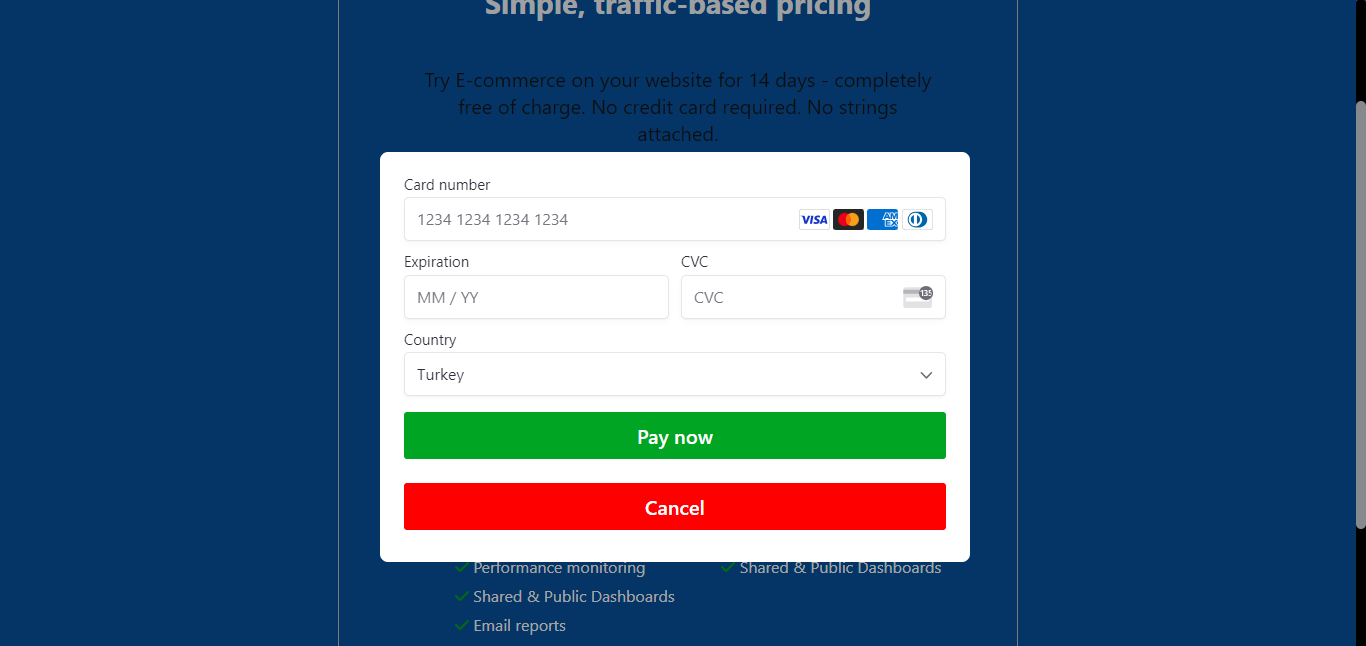 Simple, traffic-based pricing
Try E-commerce on your website for 14 days - completely
free of charge. No credit card required. No strings
attached.
Card number
1234 1234 1234 1234 VISA AM EX
Expiration CVC
MM / YY CVC 135
Country
Turkey
Pay now
Cancel
Performance monitoring Shared & Public Dashboards
Shared & Public Dashboards
Email reports